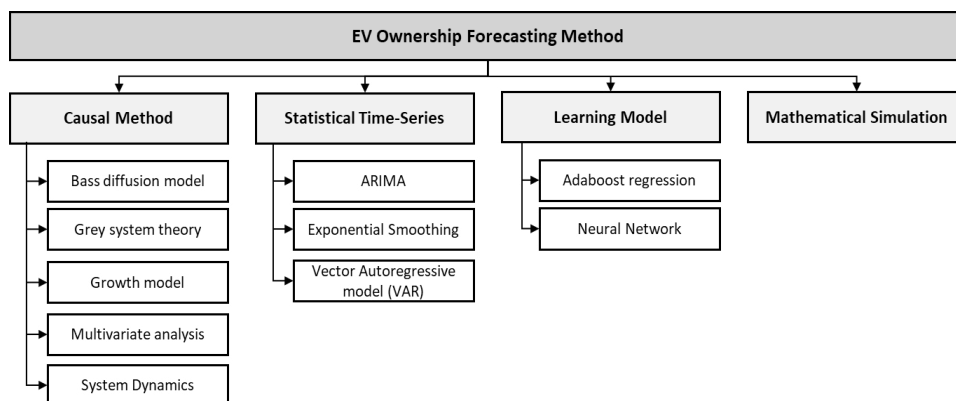 EV Ownership Forecasting Method
Causal Method
Statistical Time-Series
Learning Model
Mathematical Simulation
Bass diffusion model
Grey system theory
Growth model
Multivariate analysis
System Dynamics
ARIMA
Exponential Smoothing
Vector Autoregressive
model (VAR)
Adaboost regression
Neural Network